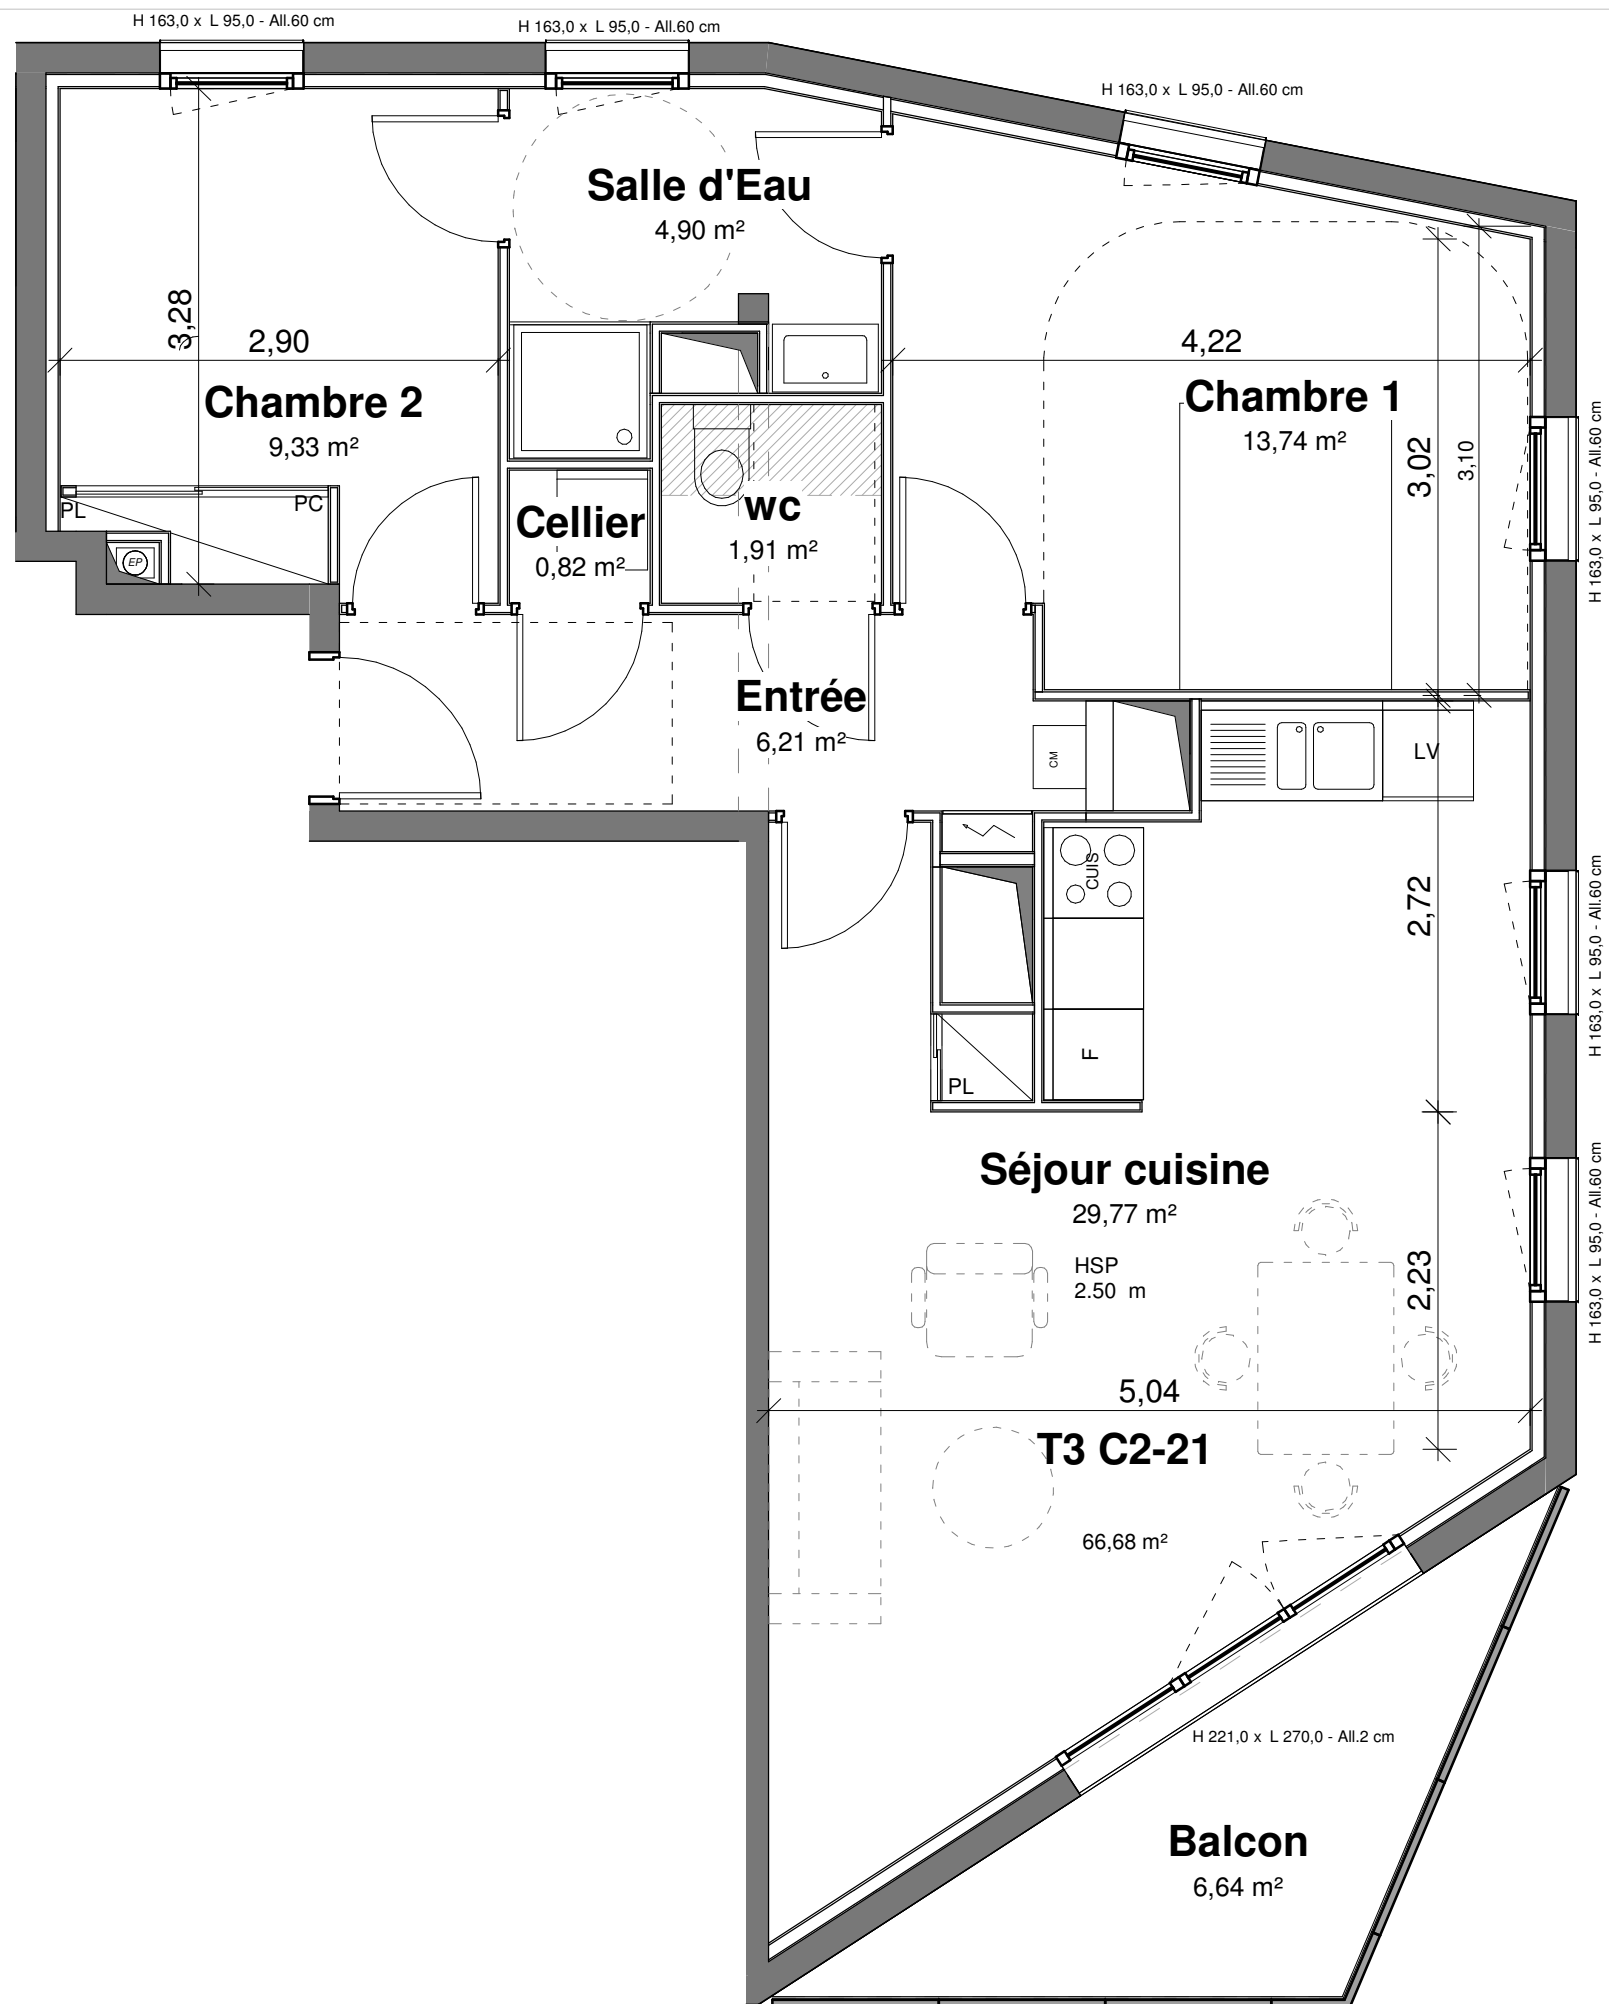 H 163,0 x L 95,0 - All.60 cm
H 163,0 x L 95,0 - All.60 cm
H 163,0 x L 95,0 - All.60 cm
Salle d'Eau
4,90 m²
3,28
2,90
4,22
Chambre 2
9,33 m²
Chambre 1
13,74 m²
3,02
3,10
H 163,0 x L 95,0 - All.60 cm
PL
PC
EP
Cellier
0,82 m²
wc
1,91 m²
Entrée
6,21 m²
CM
LV
CUIS
2,72
H 163,0 x L 95,0 - All.60 cm
F
PL
Séjour cuisine
29,77 m²
HSP
2.50 m
2,23
H 163,0 x L 95,0 - All.60 cm
5,04
T3 C2-21
66,68 m²
H 221,0 x L 270,0 - All.2 cm
Balcon
6,64 m²